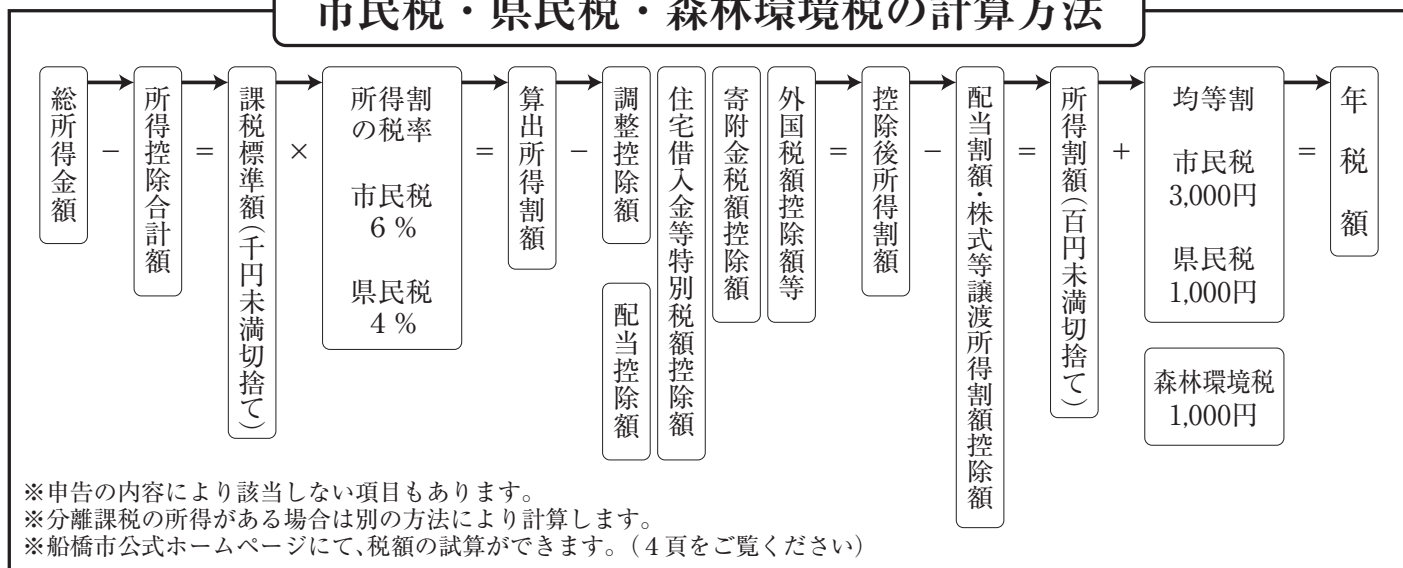 市民税・県民税・森林環境税の計算方法
総所得金額
−
所得控除合計額
=
課税標準額(千円未満切捨て)
×
所得割
の税率
市民税
6 %
県民税
4 %
=
算出所得割額
−
調整控除額
配当控除額
住宅借入金等特別税額控除額
寄附金税額控除額
外国税額控除額等
=
控除後所得割額
−
配当割額・株式等譲渡所得割額控除額
=
所得割額(百円未満切捨て)
+
均等割
市民税
3,000円
県民税
1,000円
森林環境税
1,000円
=
年税額
※申告の内容により該当しない項目もあります。
※分離課税の所得がある場合は別の方法により計算します。
※船橋市公式ホームページにて、税額の試算ができます。(4頁をご覧ください)